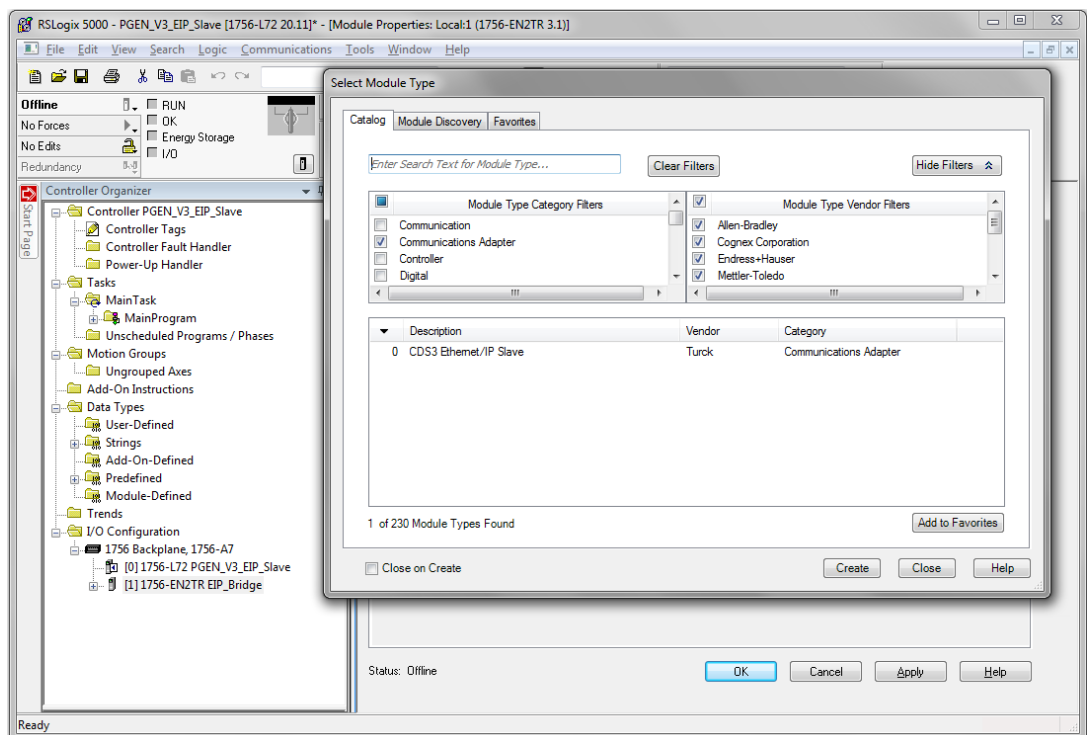 RSLogix 5000 - PGEN_V3_EIP_Slave [1756-L72 20.11]* - [Module Properties: Local:1 (1756-EN2TR 3.1)]
File Edit View Search Logic Communications Tools Window Help
Offline
RUN
No Forces
OK
Energy Storage
No Edits
I/O
Redundancy
Start Page
Controller Organizer
Controller PGEN_V3_EIP_Slave
Controller Tags
Controller Fault Handler
Power-Up Handler
Tasks
MainTask
MainProgram
Unscheduled Programs / Phases
Motion Groups
Ungrouped Axes
Add-On Instructions
Data Types
User-Defined
Strings
Add-On-Defined
Predefined
Module-Defined
Trends
I/O Configuration
1756 Backplane, 1756-A7
[0] 1756-L72 PGEN_V3_EIP_Slave
[1] 1756-EN2TR EIP_Bridge
Select Module Type
Catalog Module Discovery Favorites
Enter Search Text for Module Type...
Clear Filters
Hide Filters
Module Type Category Filters
Communication
Communications Adapter
Controller
Digital
Module Type Vendor Filters
Allen-Bradley
Cognex Corporation
Endress+Hauser
Mettler-Toledo
Description Vendor Category
0 CDS3 Ethernet/IP Slave Turck Communications Adapter
1 of 230 Module Types Found
Add to Favorites
Close on Create
Create Close Help
Status: Offline
OK Cancel Apply Help
Ready